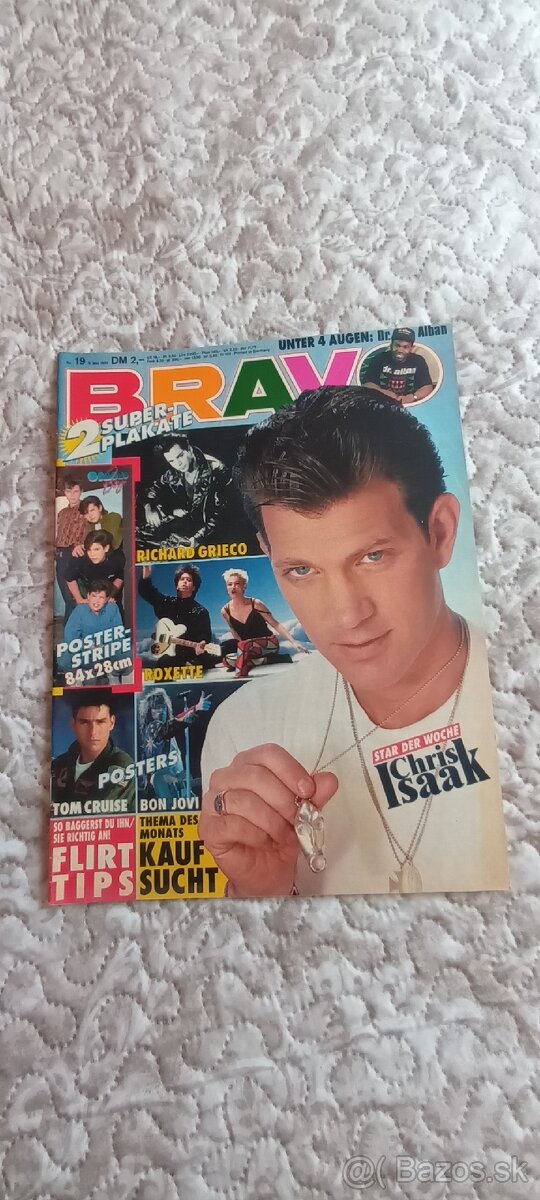 Nr. 19
DM 2,–
UNTER 4 AUGEN: Dr. Alban
dr. alban
BRAVO
2 SUPER-
PLAKATE
RICHARD GRIECO
POSTER-
STRIPE
84x28cm
ROXETTE
POSTERS
TOM CRUISE
BON JOVI
STAR DER WOCHE
Chris
Isaak
SO BAGGERST DU IHN/
SIE RICHTIG AN!
FLIRT
TIPS
THEMA DES
MONATS
KAUF
SUCHT
@ Bazos.sk